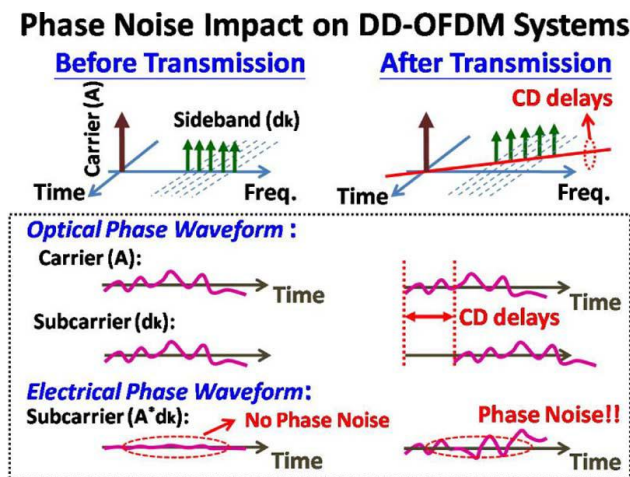 Phase Noise Impact on DD-OFDM Systems
Before Transmission
After Transmission
Carrier (A)
Sideband (dk)
Time
Freq.
CD delays
Time
Freq.
Optical Phase Waveform :
Carrier (A):
Time
Time
Subcarrier (dk):
Time
CD delays
Time
Electrical Phase Waveform:
Subcarrier (A*dk):
No Phase Noise
Time
Phase Noise!!
Time